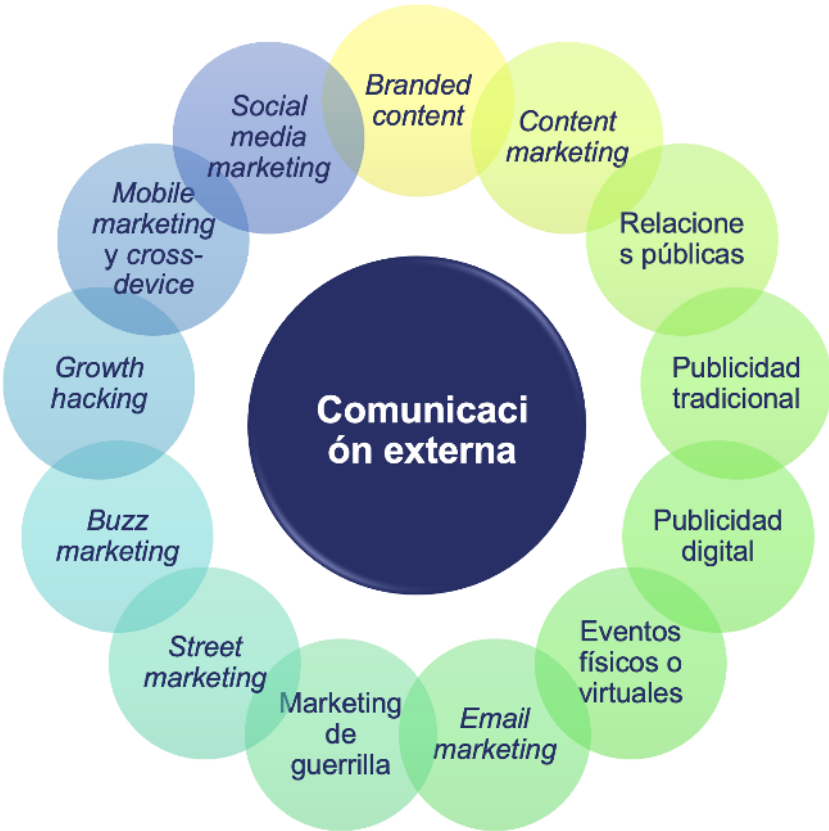 Branded
content
Content
marketing
Relacione
s públicas
Publicidad
tradicional
Publicidad
digital
Eventos
físicos o
virtuales
Email
marketing
Marketing
de
guerrilla
Street
marketing
Buzz
marketing
Growth
hacking
Mobile
marketing
y cross-
device
Social
media
marketing
Comunicaci
ón externa